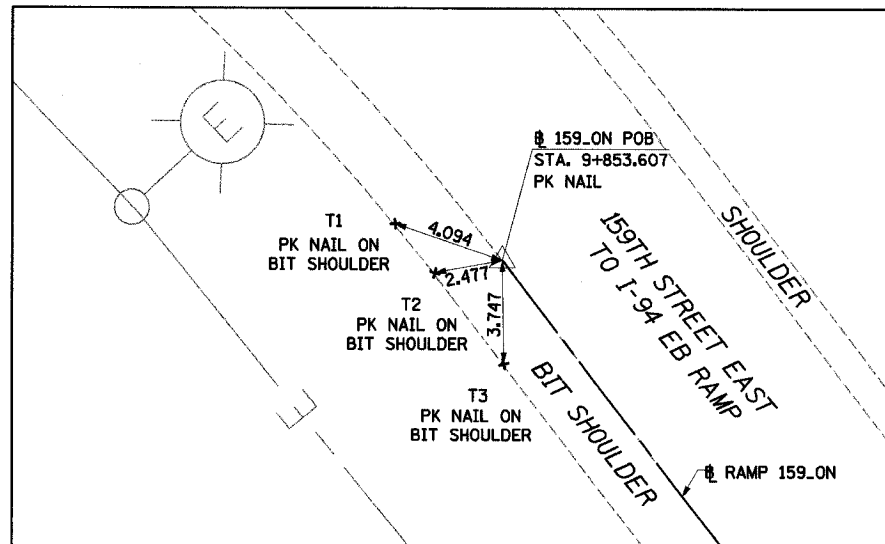 E
℄ 159_ON POB
STA. 9+853.607
PK NAIL
T1
PK NAIL ON
BIT SHOULDER
4.094
2.477
3.747
T2
PK NAIL ON
BIT SHOULDER
T3
PK NAIL ON
BIT SHOULDER
E
BIT SHOULDER
159TH STREET EAST
TO I-94 EB RAMP
SHOULDER
℄ RAMP 159_ON